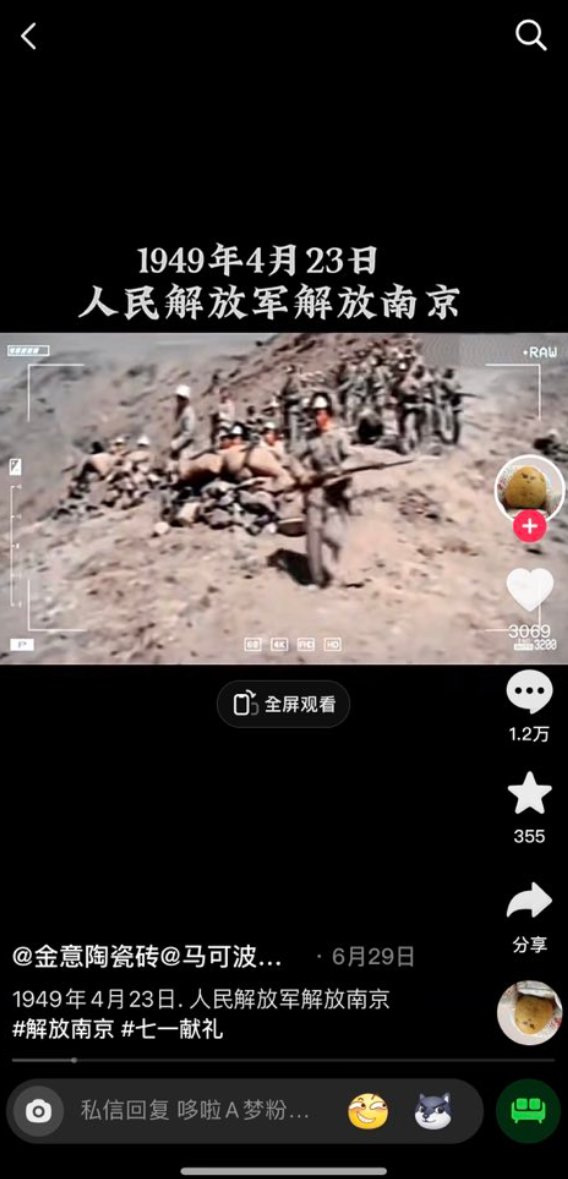 1949年4月23日
人民解放军解放南京
•RAW
P
60 4K FHD HD
3069
3200
全屏观看
1.2万
355
分享
@金意陶瓷砖@马可波... · 6月29日
1949年4月23日. 人民解放军解放南京
#解放南京 #七一献礼
私信回复 哆啦A梦粉...